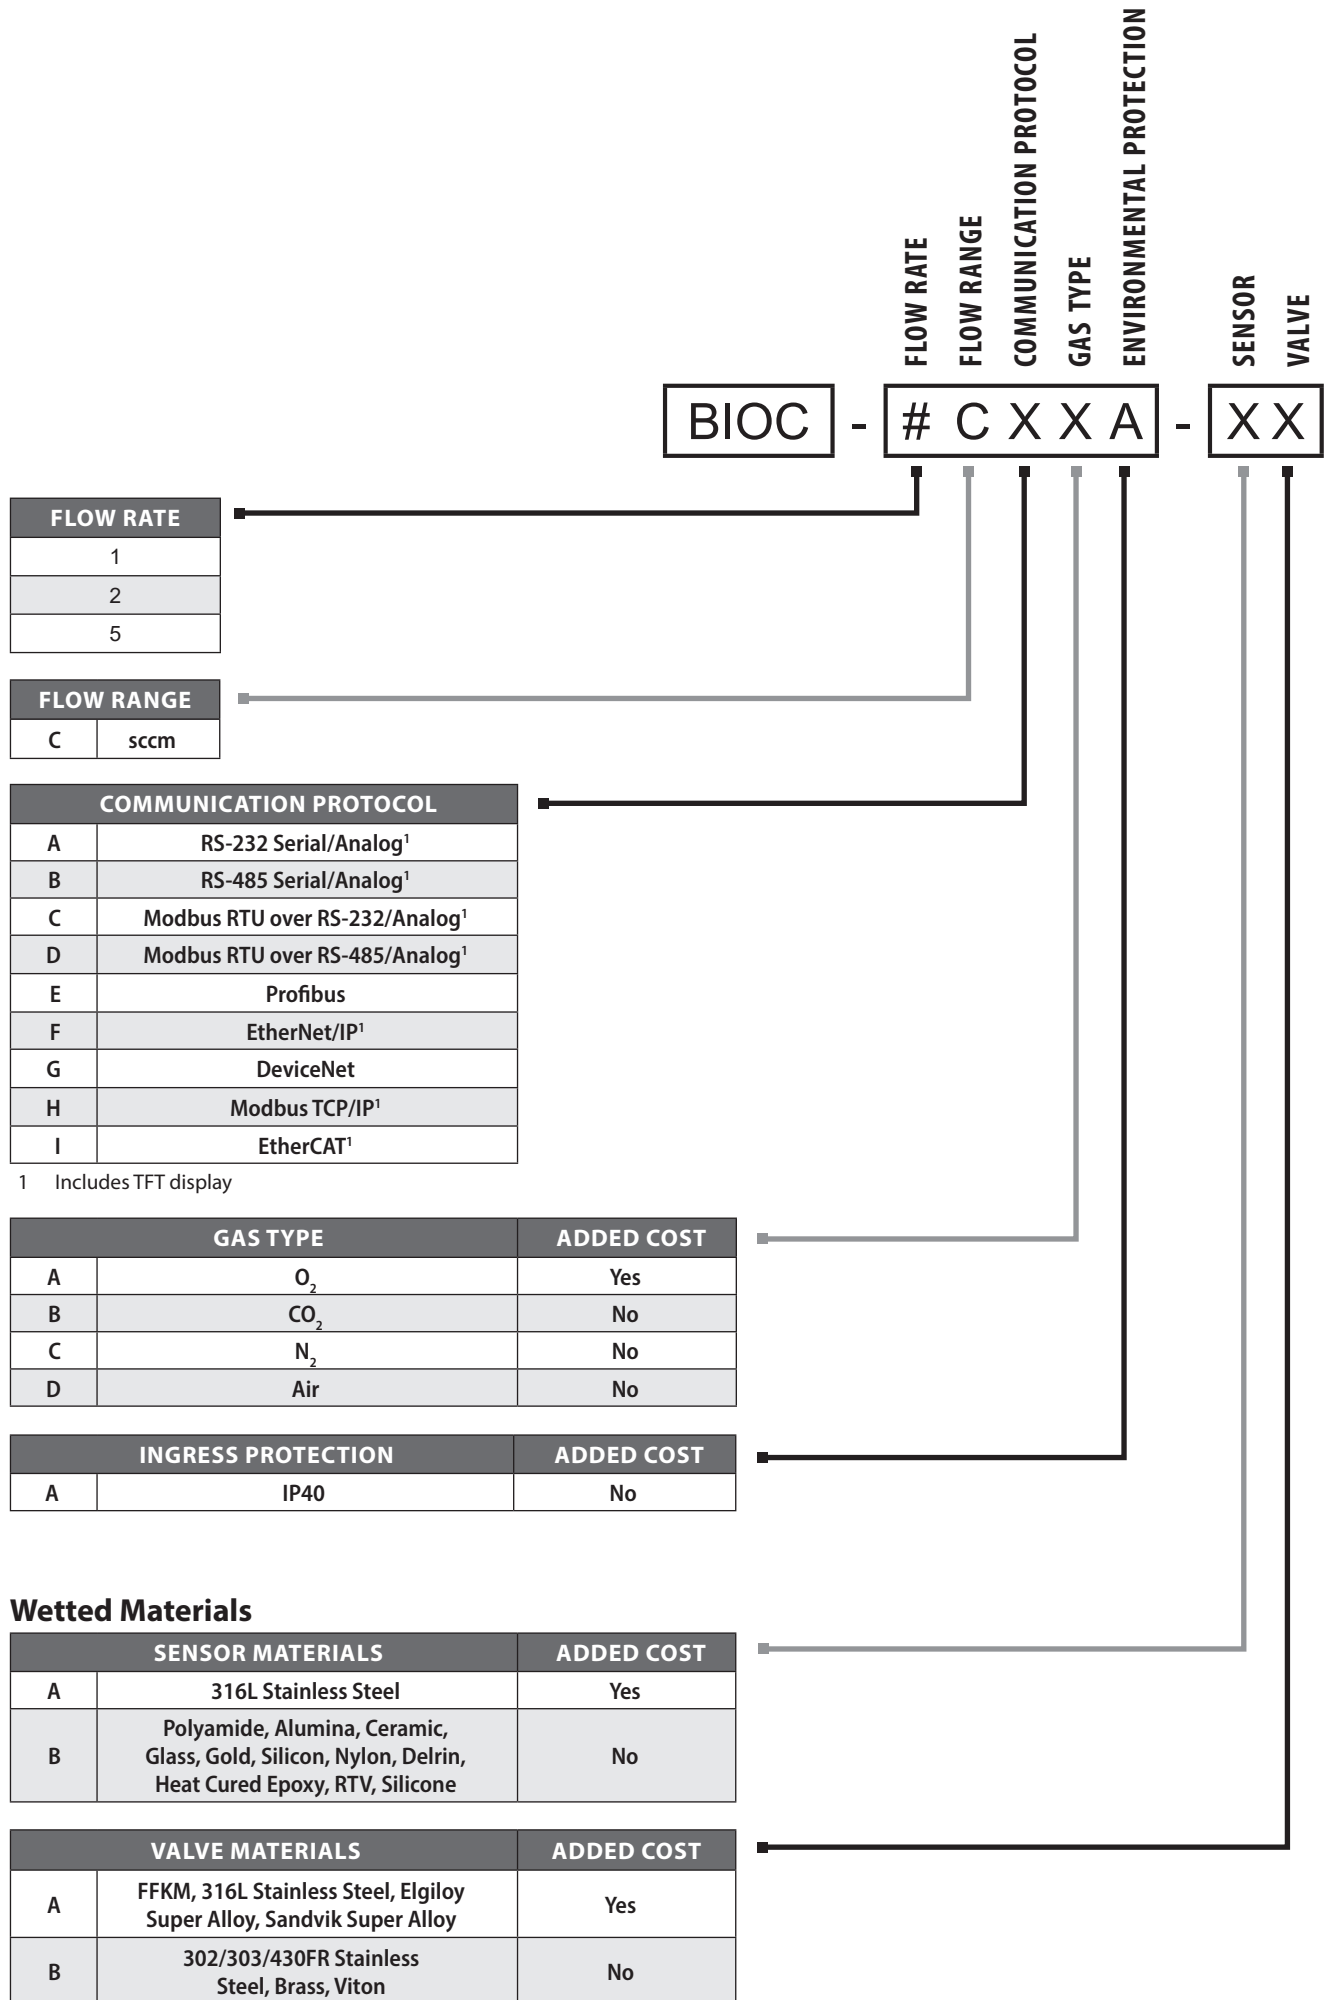 FLOW RATE
FLOW RANGE
COMMUNICATION PROTOCOL
GAS TYPE
ENVIRONMENTAL PROTECTION
SENSOR
VALVE
BIOC - # C X X A - X X
FLOW RATE
1
2
5
FLOW RANGE
C sccm
COMMUNICATION PROTOCOL
A RS-232 Serial/Analog¹
B RS-485 Serial/Analog¹
C Modbus RTU over RS-232/Analog¹
D Modbus RTU over RS-485/Analog¹
E Profibus
F EtherNet/IP¹
G DeviceNet
H Modbus TCP/IP¹
I EtherCAT¹
1 Includes TFT display
GAS TYPE ADDED COST
A O₂ Yes
B CO₂ No
C N₂ No
D Air No
INGRESS PROTECTION ADDED COST
A IP40 No
Wetted Materials
SENSOR MATERIALS ADDED COST
A 316L Stainless Steel Yes
Polyamide, Alumina, Ceramic,
B Glass, Gold, Silicon, Nylon, Delrin, No
Heat Cured Epoxy, RTV, Silicone
VALVE MATERIALS ADDED COST
FFKM, 316L Stainless Steel, Elgiloy
A Super Alloy, Sandvik Super Alloy Yes
302/303/430FR Stainless
B Steel, Brass, Viton No